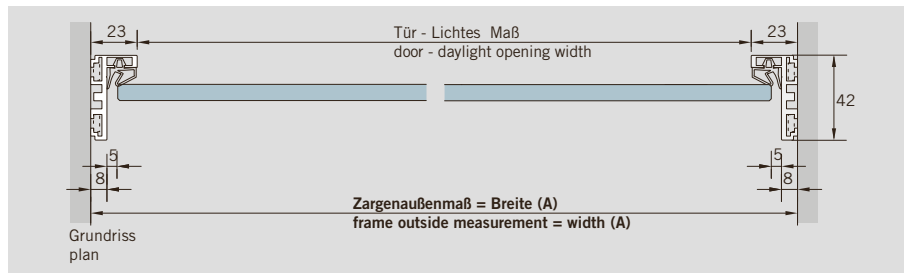 23
Tür - Lichtes Maß
door - daylight opening width
23
42
5
8
5
8
Zargenaußenmaß = Breite (A)
frame outside measurement = width (A)
Grundriss
plan